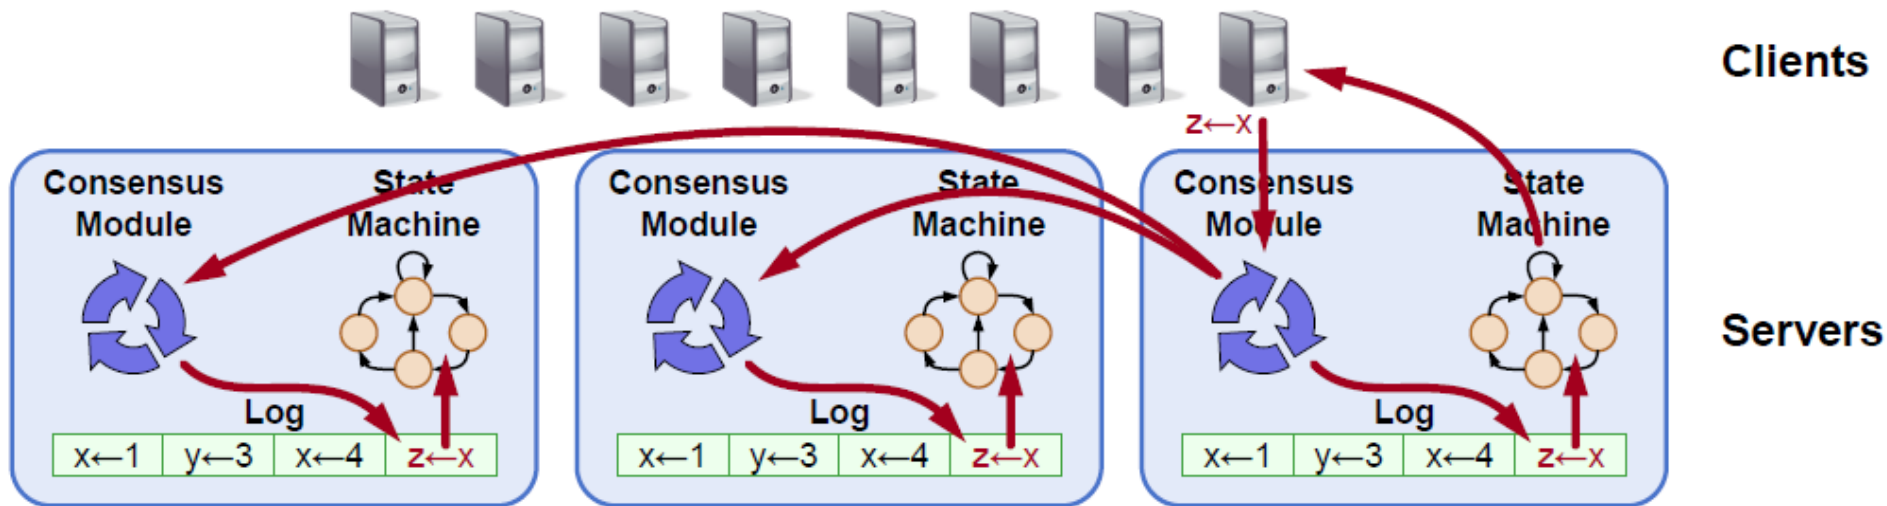 Clients
z←x
Consensus Module
State Machine
Consensus Module
State Machine
Consensus Module
State Machine
Servers
Log
Log
Log
x←1 y←3 x←4 z←x
x←1 y←3 x←4 z←x
x←1 y←3 x←4 z←x